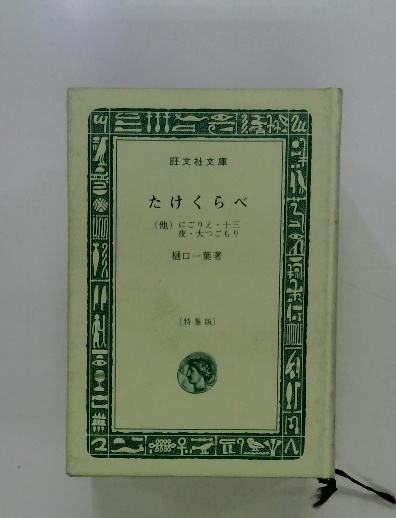 旺文社文庫
たけくらべ
(他) にごりえ・十三
夜・大つごもり
樋口一葉著
[特製版]